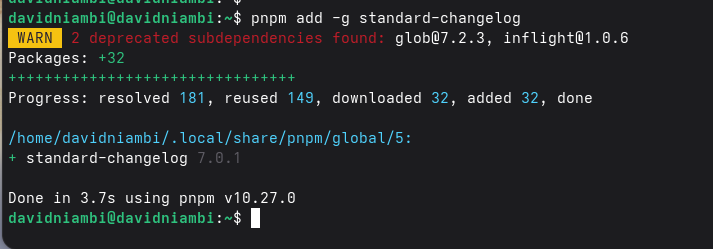 davidniambi@davidniambi:~$ pnpm add -g standard-changelog
WARN 2 deprecated subdependencies found: glob@7.2.3, inflight@1.0.6
Packages: +32
++++++++++++++++++++++++++++++++
Progress: resolved 181, reused 149, downloaded 32, added 32, done
/home/davidniambi/.local/share/pnpm/global/5:
+ standard-changelog 7.0.1
Done in 3.7s using pnpm v10.27.0
davidniambi@davidniambi:~$